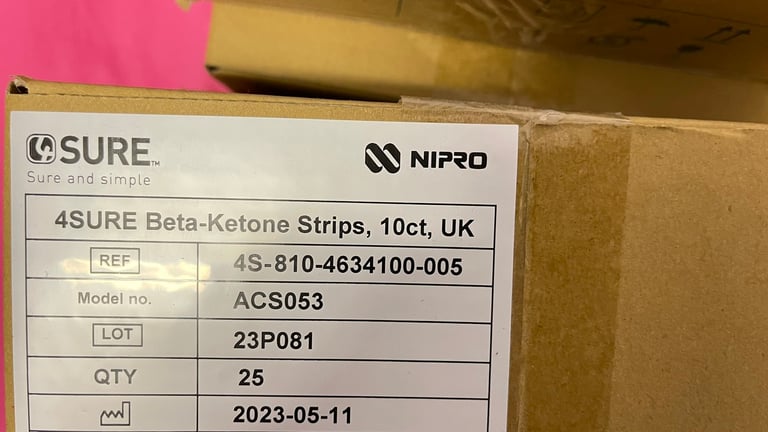 4SURE™
NIPRO
Sure and simple
4SURE Beta-Ketone Strips, 10ct, UK
REF 4S-810-4634100-005
Model no. ACS053
LOT 23P081
QTY 25
2023-05-11